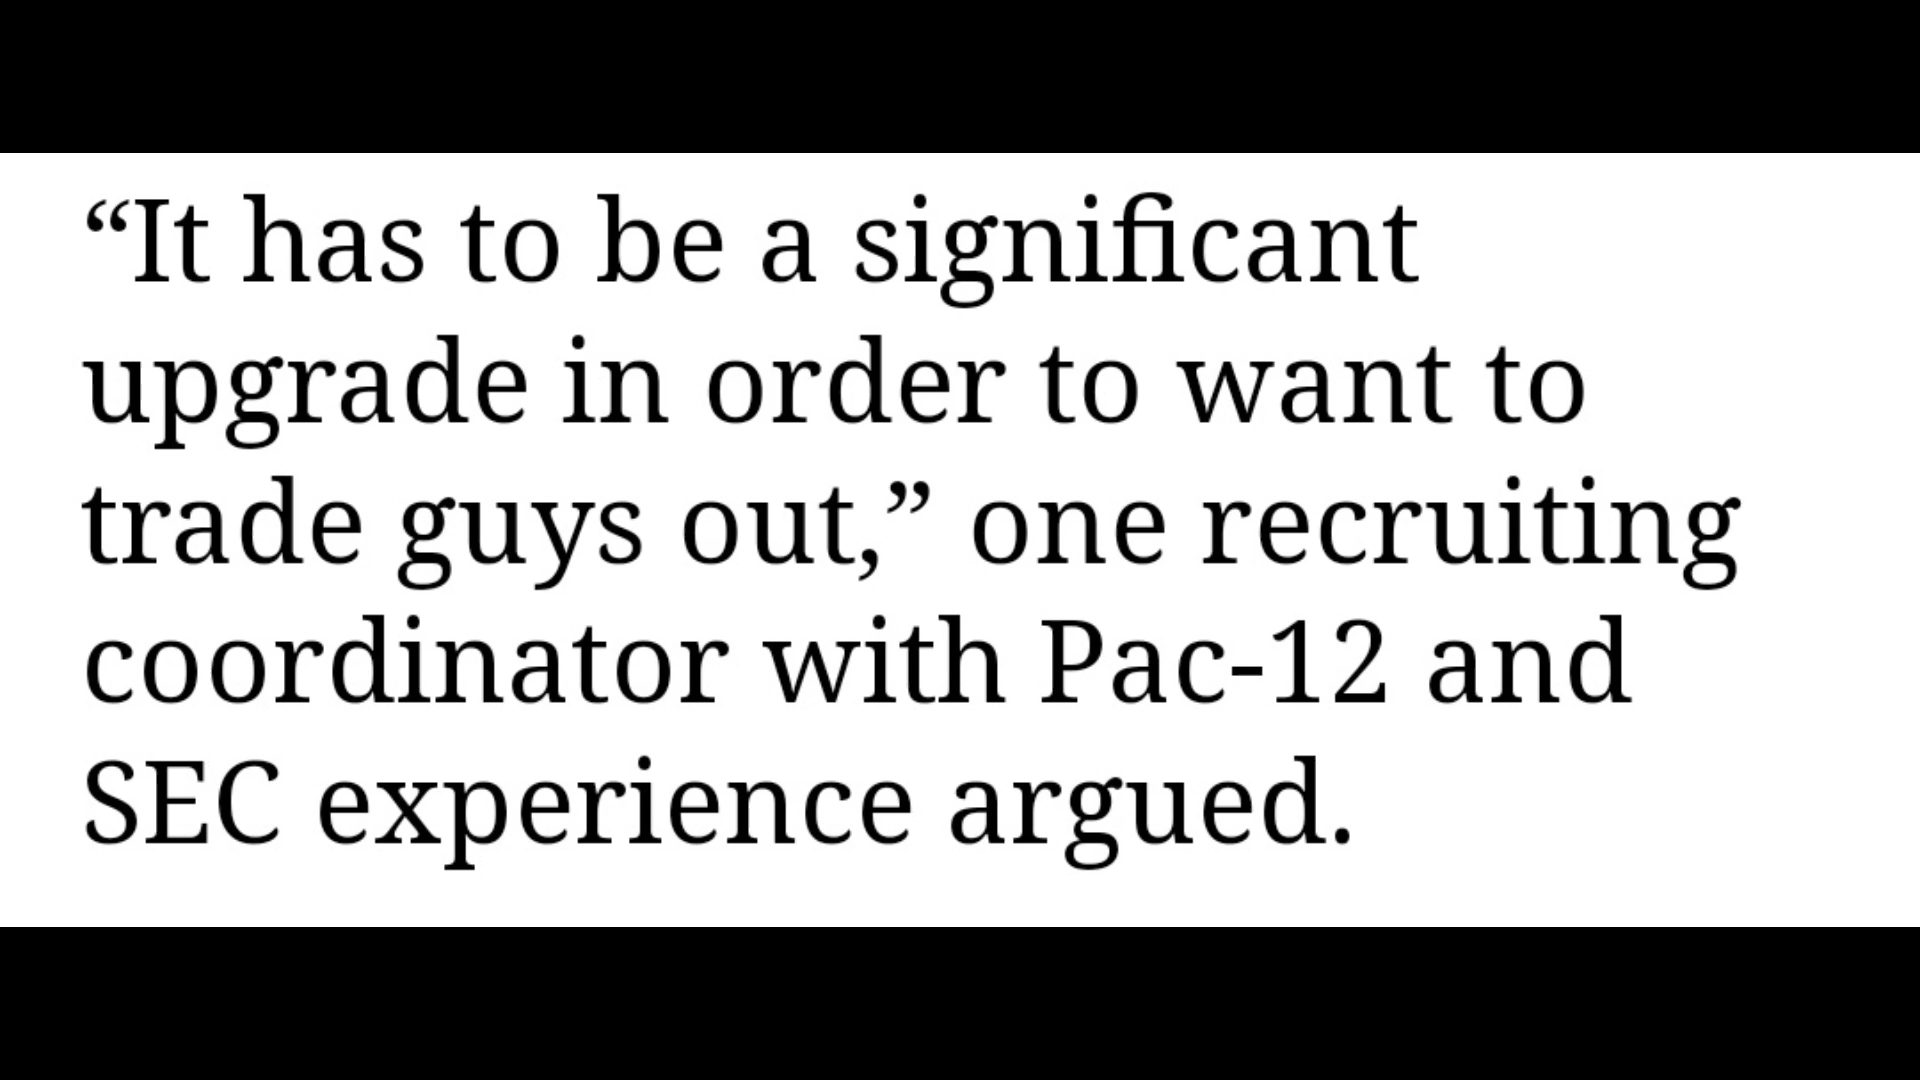 “It has to be a significant
upgrade in order to want to
trade guys out,” one recruiting
coordinator with Pac-12 and
SEC experience argued.